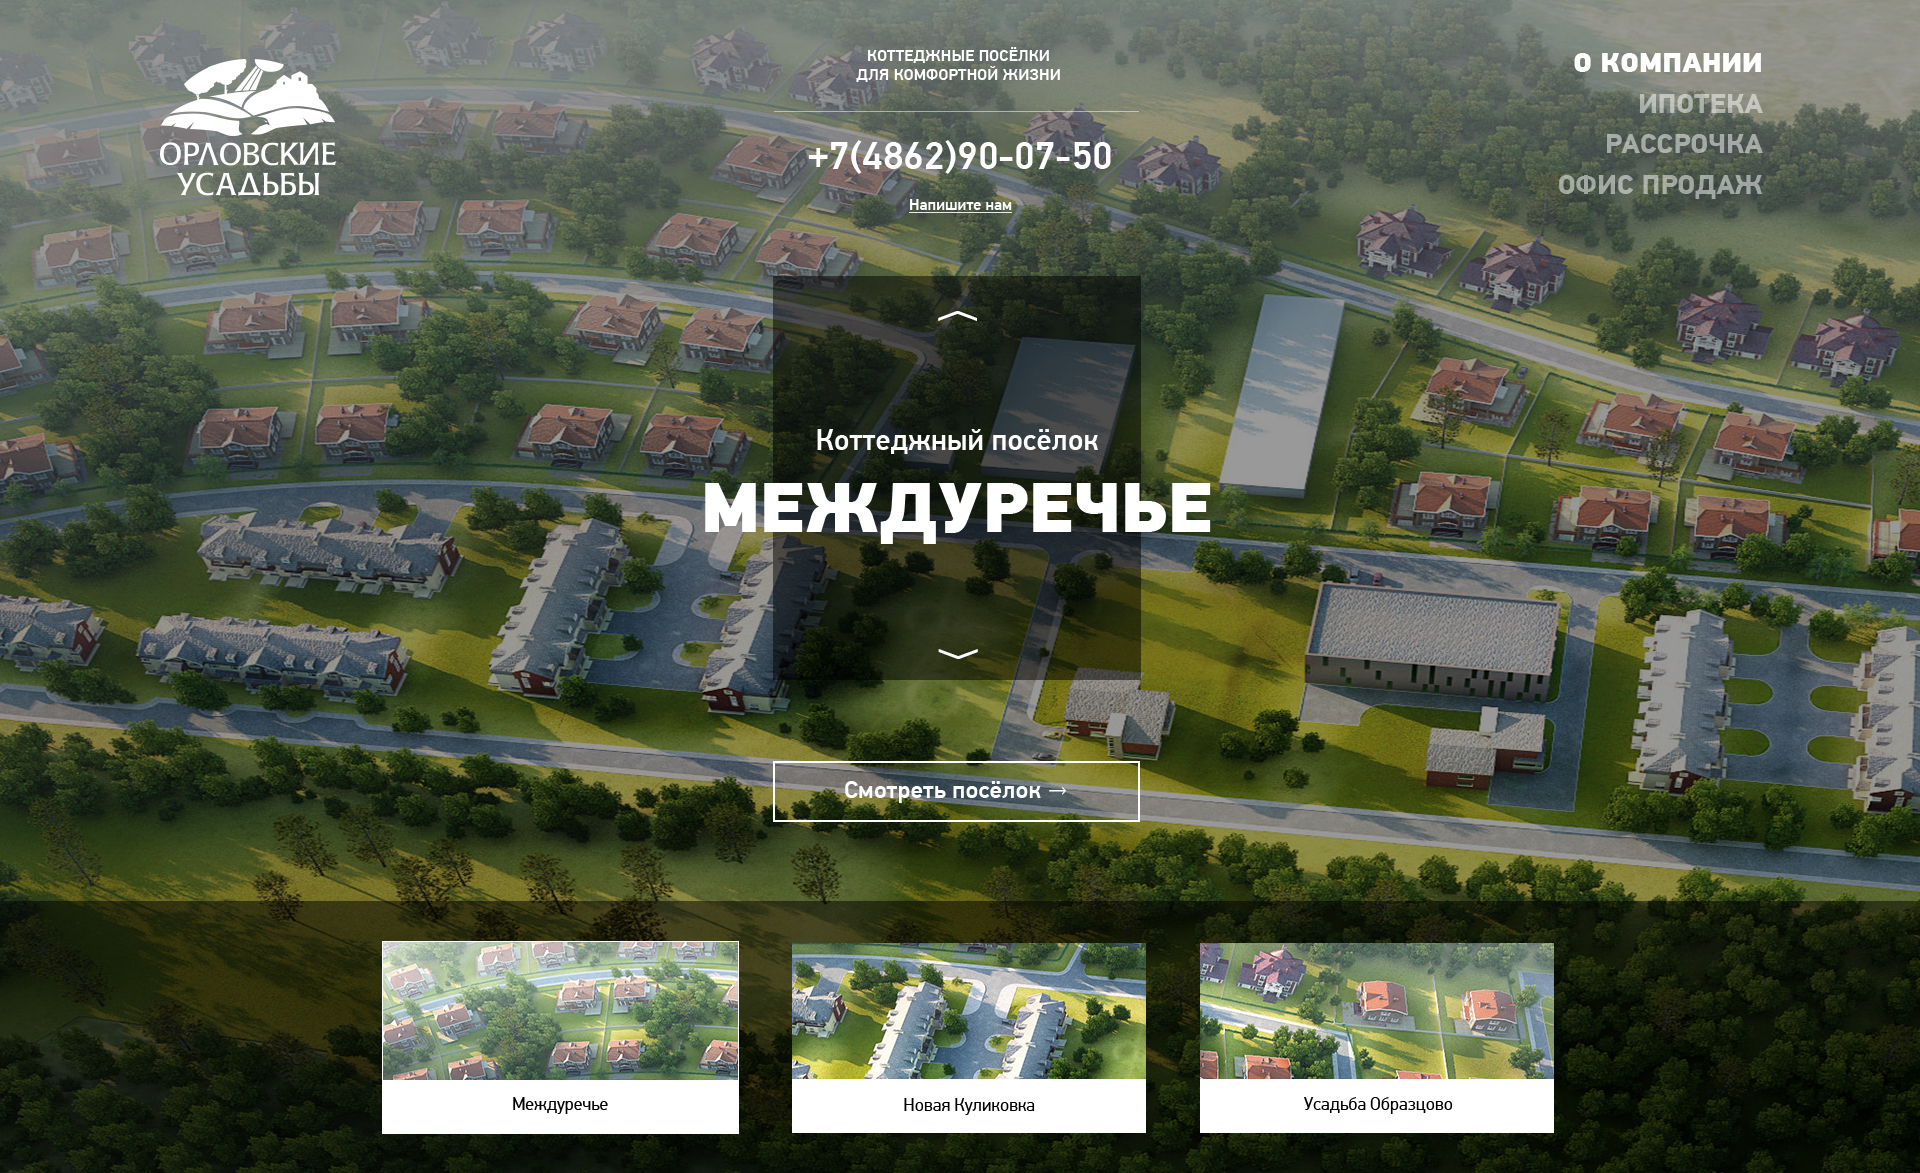 ОРЛОВСКИЕ
УСАДЬБЫ
КОТТЕДЖНЫЕ ПОСЁЛКИ
ДЛЯ КОМФОРТНОЙ ЖИЗНИ
+7(4862)90-07-50
Напишите нам
О КОМПАНИИ
ИПОТЕКА
РАССРОЧКА
ОФИС ПРОДАЖ
Коттеджный посёлок
МЕЖДУРЕЧЬЕ
Смотреть посёлок →
Междуречье
Новая Куликовка
Усадьба Образцово